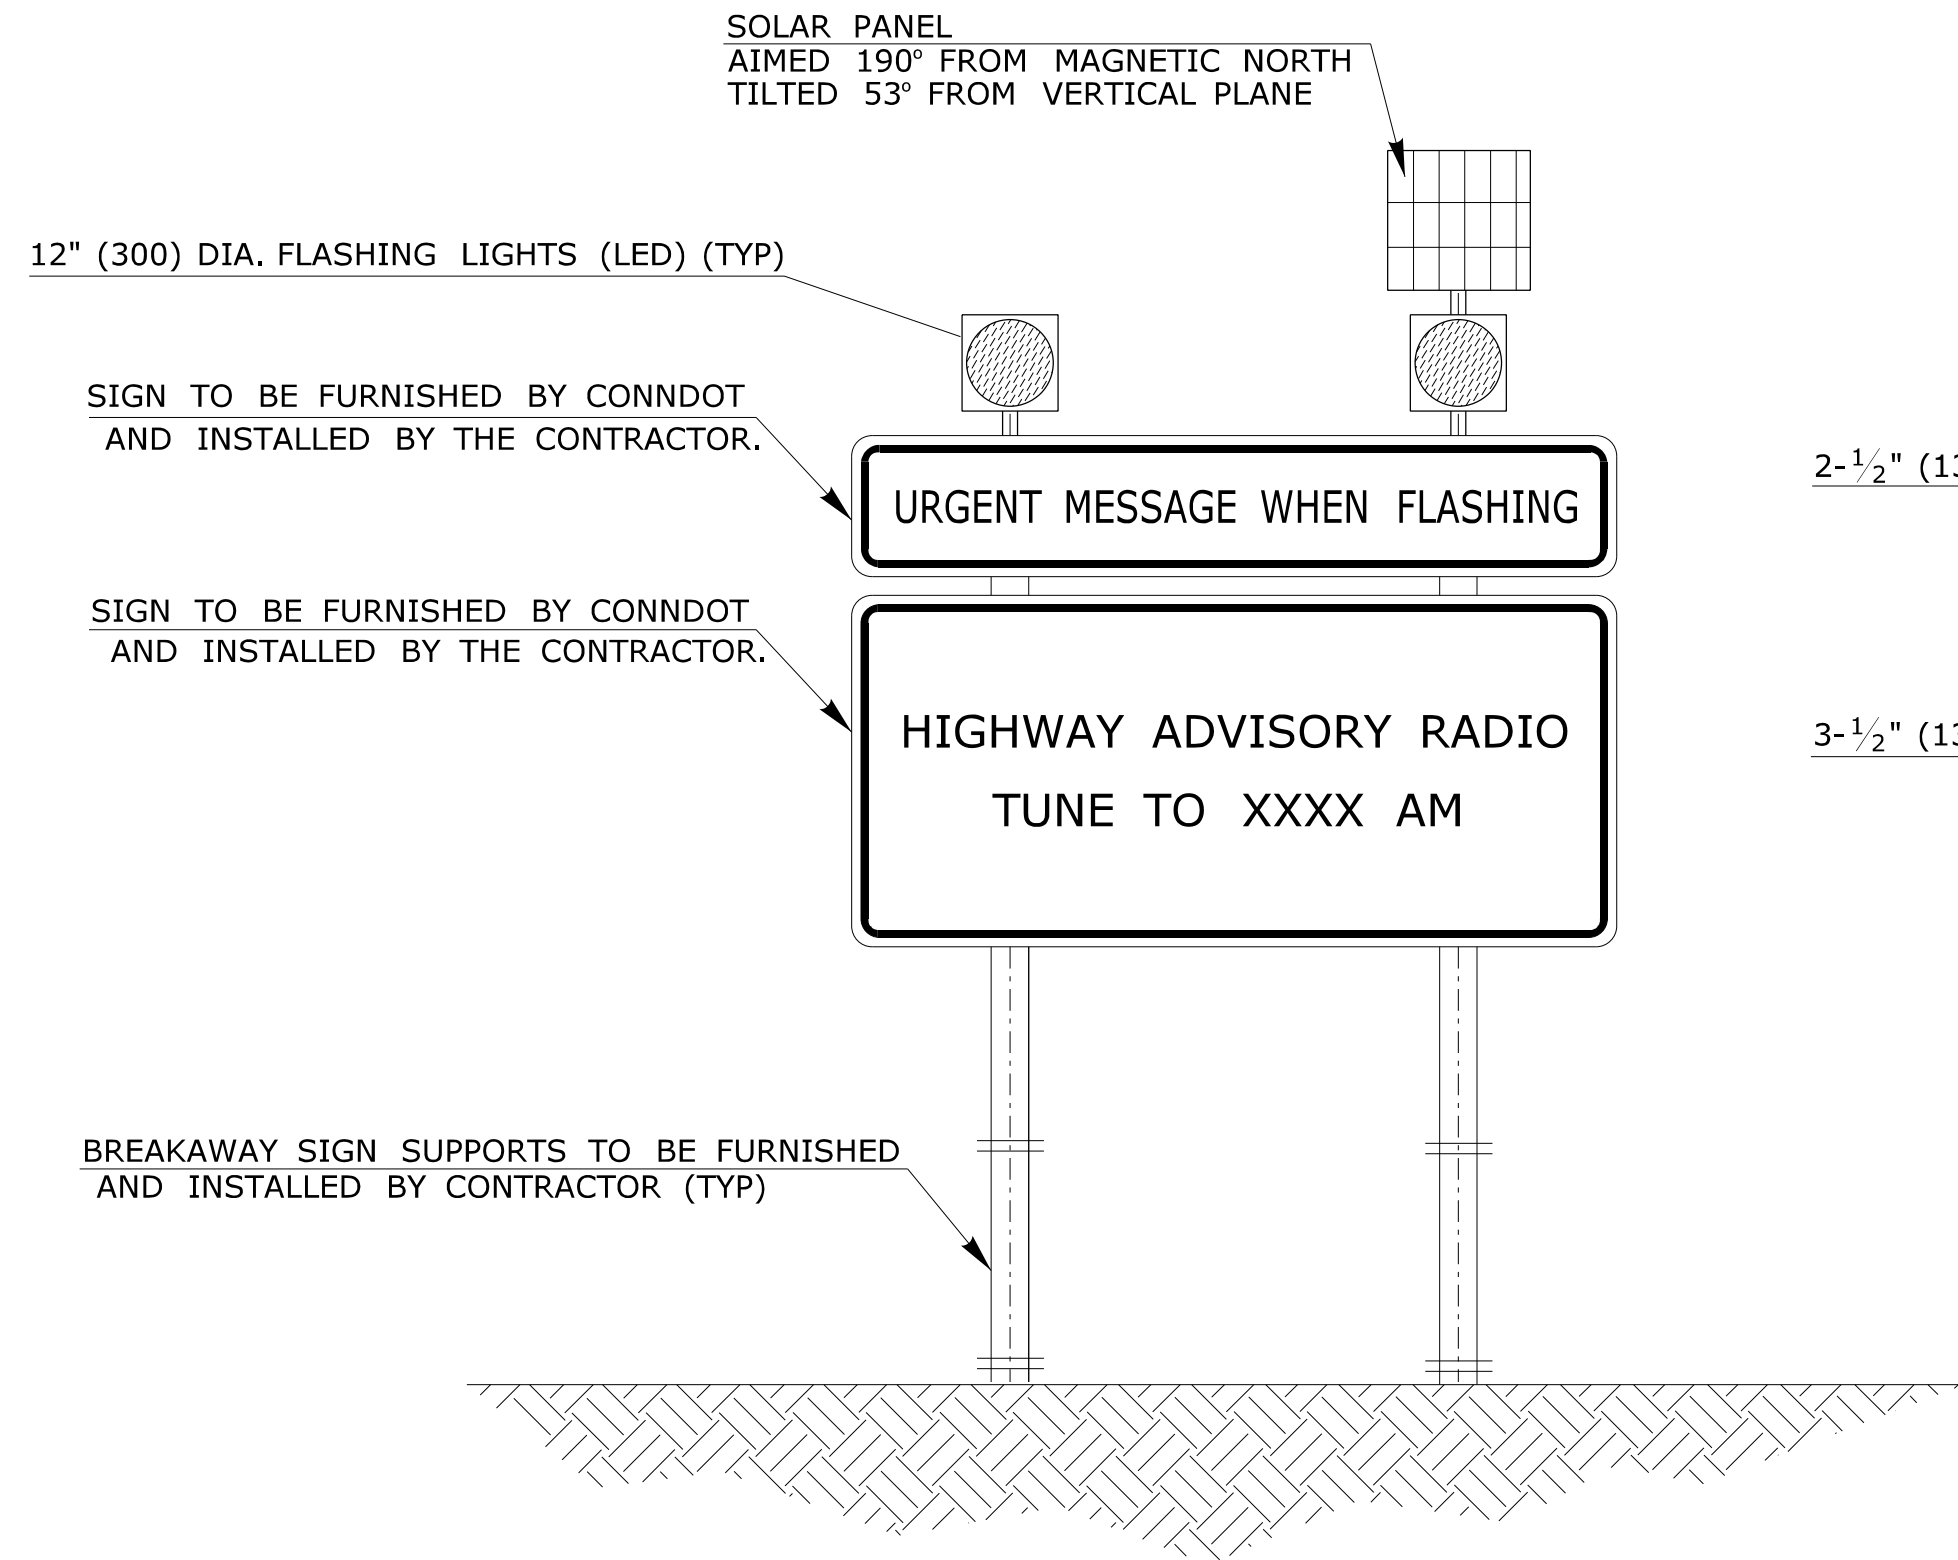 SOLAR PANEL
AIMED 190° FROM MAGNETIC NORTH
TILTED 53° FROM VERTICAL PLANE
12" (300) DIA. FLASHING LIGHTS (LED) (TYP)
SIGN TO BE FURNISHED BY CONNDOT
AND INSTALLED BY THE CONTRACTOR.
URGENT MESSAGE WHEN FLASHING
2-1/2" (13
SIGN TO BE FURNISHED BY CONNDOT
AND INSTALLED BY THE CONTRACTOR.
HIGHWAY ADVISORY RADIO
TUNE TO XXXX AM
3-1/2" (13
BREAKAWAY SIGN SUPPORTS TO BE FURNISHED
AND INSTALLED BY CONTRACTOR (TYP)